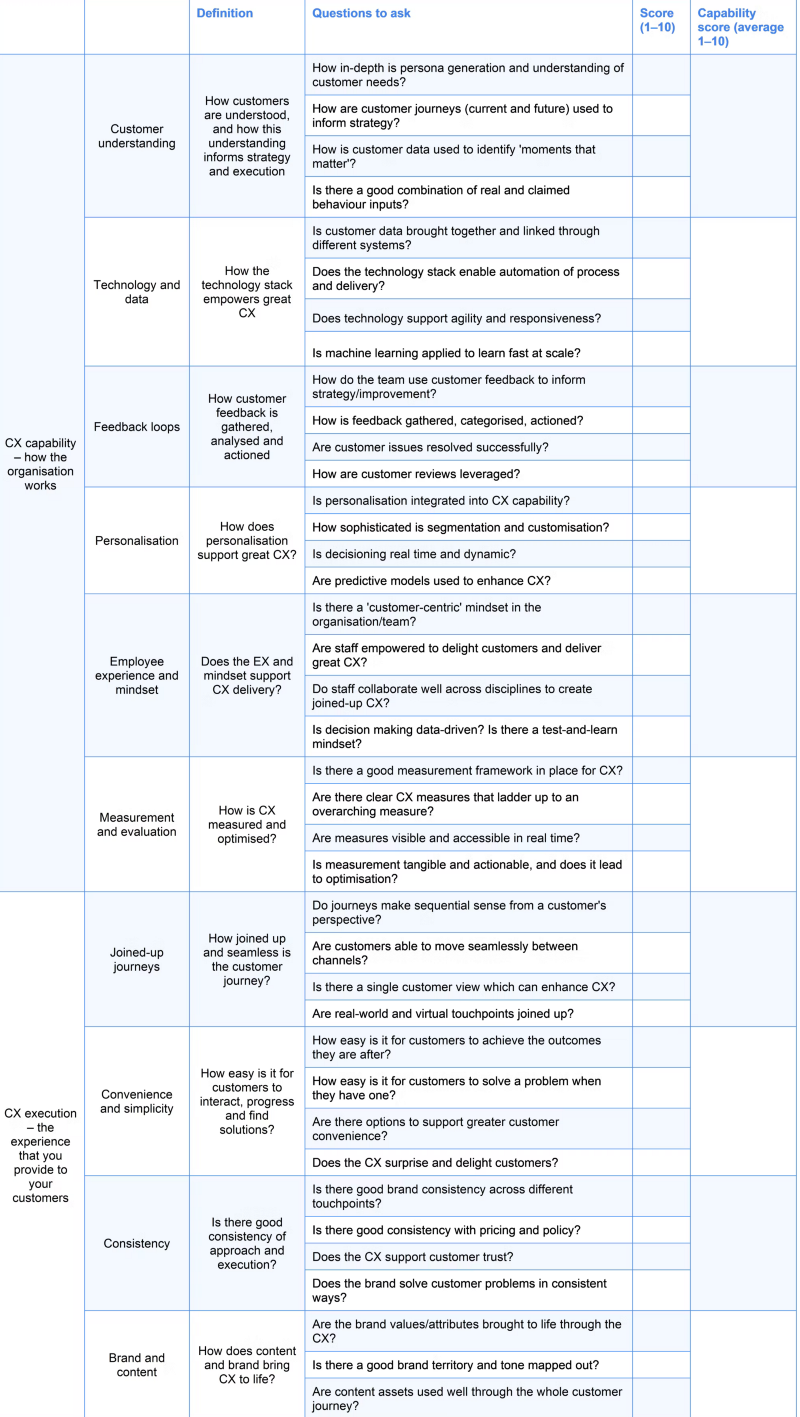 Definition
Questions to ask
Score
(1–10)
Capability
score (average
1–10)
CX capability
– how the
organisation
works
Customer
understanding
How customers
are understood,
and how this
understanding
informs strategy
and execution
How in-depth is persona generation and understanding of
customer needs?
How are customer journeys (current and future) used to
inform strategy?
How is customer data used to identify 'moments that
matter'?
Is there a good combination of real and claimed
behaviour inputs?
Technology and
data
How the
technology stack
empowers great
CX
Is customer data brought together and linked through
different systems?
Does the technology stack enable automation of process
and delivery?
Does technology support agility and responsiveness?
Is machine learning applied to learn fast at scale?
Feedback loops
How customer
feedback is
gathered,
analysed and
actioned
How do the team use customer feedback to inform
strategy/improvement?
How is feedback gathered, categorised, actioned?
Are customer issues resolved successfully?
How are customer reviews leveraged?
Personalisation
How does
personalisation
support great CX?
Is personalisation integrated into CX capability?
How sophisticated is segmentation and customisation?
Is decisioning real time and dynamic?
Are predictive models used to enhance CX?
Employee
experience and
mindset
Does the EX and
mindset support
CX delivery?
Is there a 'customer-centric' mindset in the
organisation/team?
Are staff empowered to delight customers and deliver
great CX?
Do staff collaborate well across disciplines to create
joined-up CX?
Is decision making data-driven? Is there a test-and-learn
mindset?
Measurement
and evaluation
How is CX
measured and
optimised?
Is there a good measurement framework in place for CX?
Are there clear CX measures that ladder up to an
overarching measure?
Are measures visible and accessible in real time?
Is measurement tangible and actionable, and does it lead
to optimisation?
CX execution
– the
experience
that you
provide to
your
customers
Joined-up
journeys
How joined up
and seamless is
the customer
journey?
Do journeys make sequential sense from a customer's
perspective?
Are customers able to move seamlessly between
channels?
Is there a single customer view which can enhance CX?
Are real-world and virtual touchpoints joined up?
Convenience
and simplicity
How easy is it for
customers to
interact, progress
and find
solutions?
How easy is it for customers to achieve the outcomes
they are after?
How easy is it for customers to solve a problem when
they have one?
Are there options to support greater customer
convenience?
Does the CX surprise and delight customers?
Consistency
Is there good
consistency of
approach and
execution?
Is there good brand consistency across different
touchpoints?
Is there good consistency with pricing and policy?
Does the CX support customer trust?
Does the brand solve customer problems in consistent
ways?
Brand and
content
How does content
and brand bring
CX to life?
Are the brand values/attributes brought to life through the
CX?
Is there a good brand territory and tone mapped out?
Are content assets used well through the whole customer
journey?